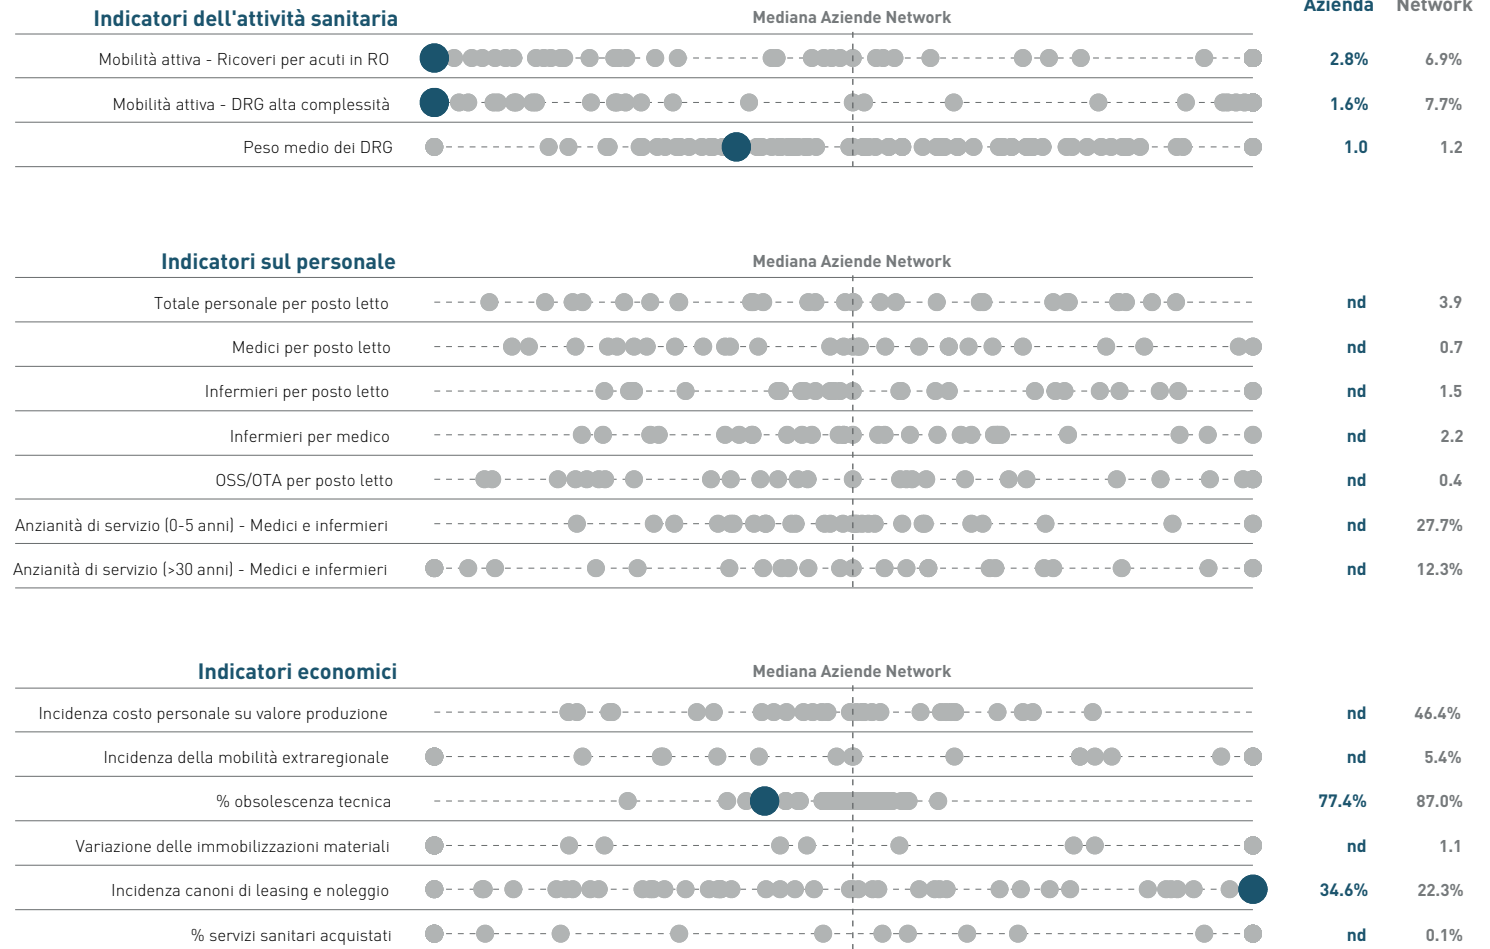 Azienda Network
Indicatori dell'attività sanitaria Mediana Aziende Network
Mobilità attiva - Ricoveri per acuti in RO 2.8% 6.9%
Mobilità attiva - DRG alta complessità 1.6% 7.7%
Peso medio dei DRG 1.0 1.2
Indicatori sul personale Mediana Aziende Network
Totale personale per posto letto nd 3.9
Medici per posto letto nd 0.7
Infermieri per posto letto nd 1.5
Infermieri per medico nd 2.2
OSS/OTA per posto letto nd 0.4
Anzianità di servizio (0-5 anni) - Medici e infermieri nd 27.7%
Anzianità di servizio (>30 anni) - Medici e infermieri nd 12.3%
Indicatori economici Mediana Aziende Network
Incidenza costo personale su valore produzione nd 46.4%
Incidenza della mobilità extraregionale nd 5.4%
% obsolescenza tecnica 77.4% 87.0%
Variazione delle immobilizzazioni materiali nd 1.1
Incidenza canoni di leasing e noleggio 34.6% 22.3%
% servizi sanitari acquistati nd 0.1%